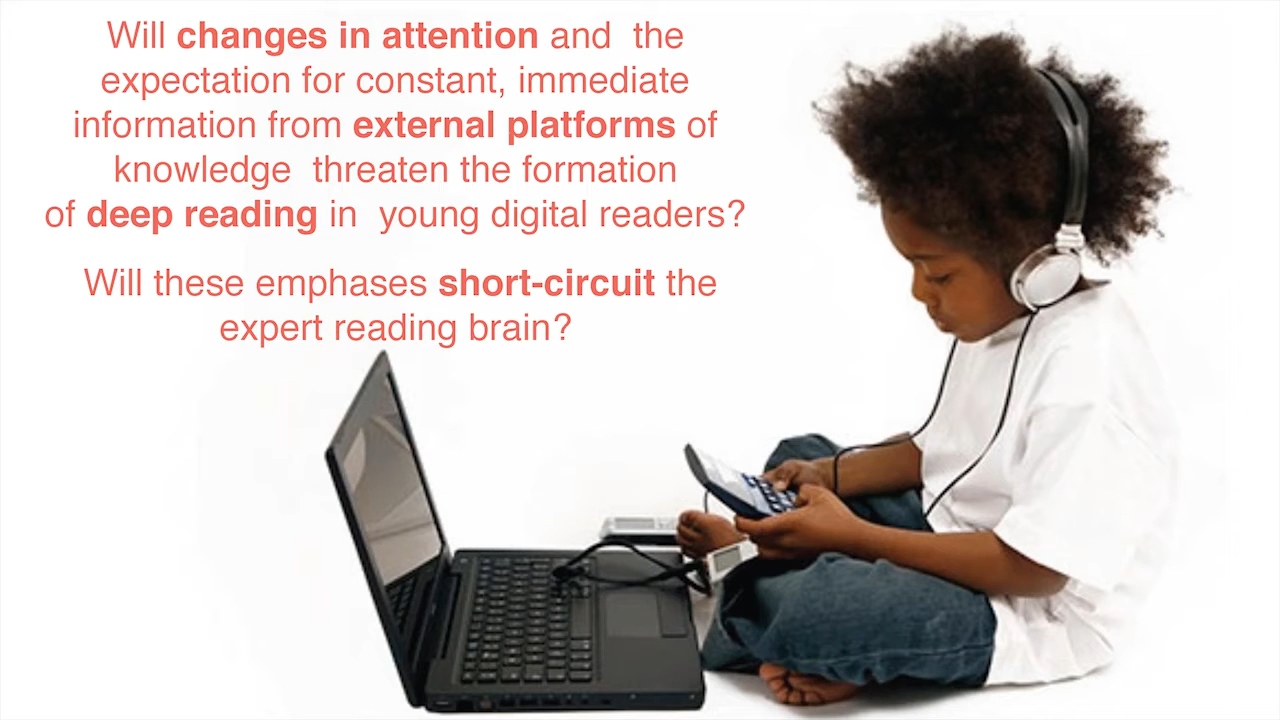 Will changes in attention and the
expectation for constant, immediate
information from external platforms of
knowledge threaten the formation
of deep reading in young digital readers?
Will these emphases short-circuit the
expert reading brain?